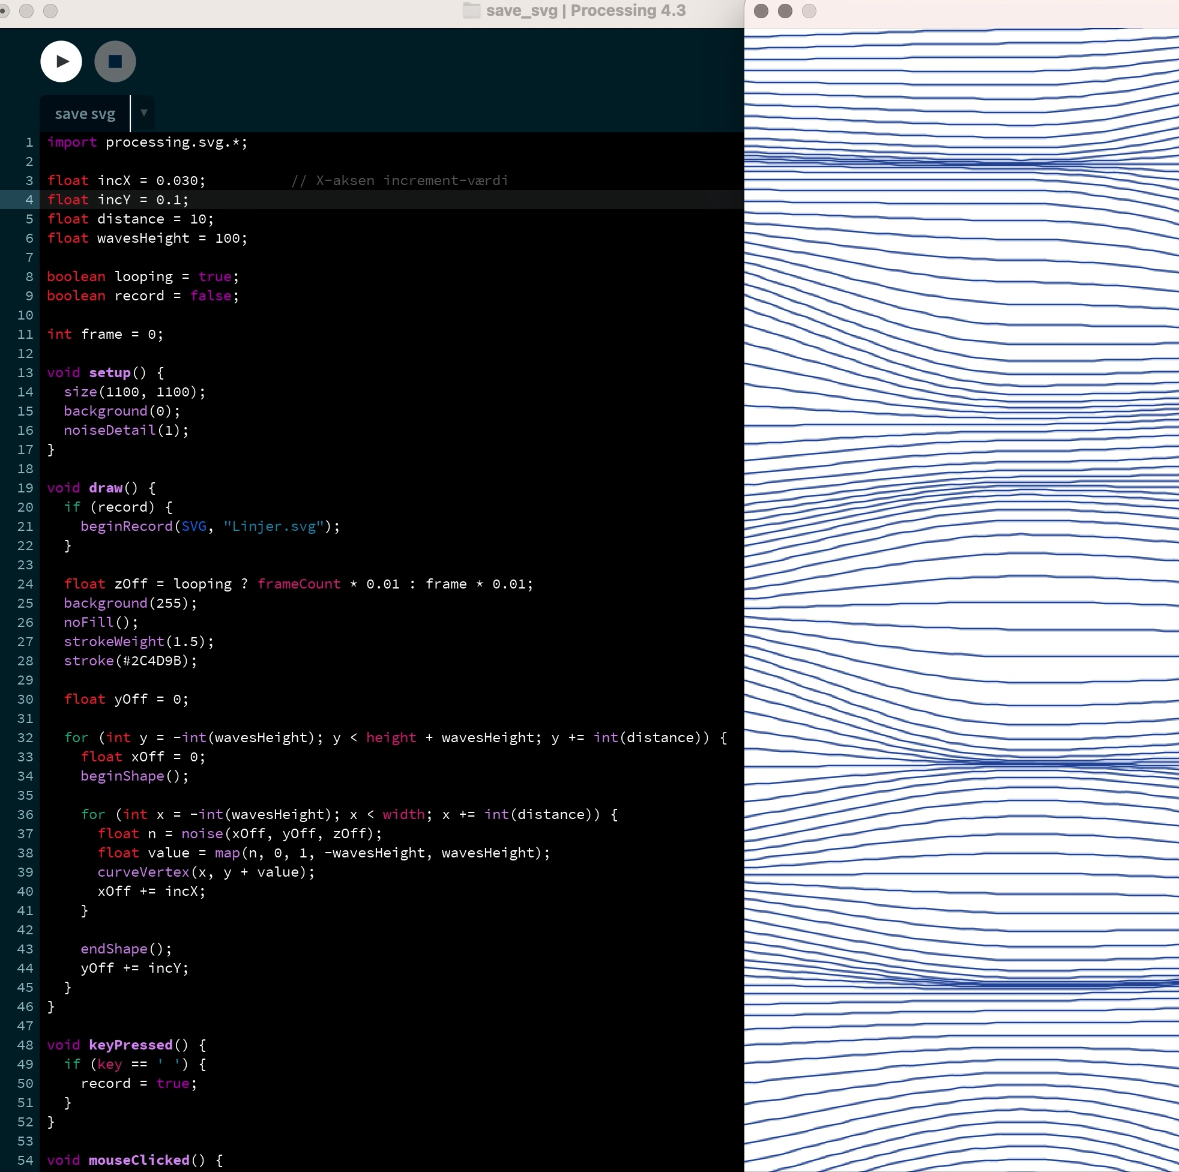 save_svg | Processing 4.3
save svg
1 import processing.svg.*;
2
3 float incX = 0.030; // X-aksen increment-værdi
4 float incY = 0.1;
5 float distance = 10;
6 float wavesHeight = 100;
7
8 boolean looping = true;
9 boolean record = false;
10
11 int frame = 0;
12
13 void setup() {
14 size(1100, 1100);
15 background(0);
16 noiseDetail(1);
17 }
18
19 void draw() {
20 if (record) {
21 beginRecord(SVG, "Linjer.svg");
22 }
23
24 float zOff = looping ? frameCount * 0.01 : frame * 0.01;
25 background(255);
26 noFill();
27 strokeWeight(1.5);
28 stroke(#2C4D9B);
29
30 float yOff = 0;
31
32 for (int y = -int(wavesHeight); y < height + wavesHeight; y += int(distance)) {
33 float xOff = 0;
34 beginShape();
35
36 for (int x = -int(wavesHeight); x < width; x += int(distance)) {
37 float n = noise(xOff, yOff, zOff);
38 float value = map(n, 0, 1, -wavesHeight, wavesHeight);
39 curveVertex(x, y + value);
40 xOff += incX;
41 }
42
43 endShape();
44 yOff += incY;
45 }
46 }
47
48 void keyPressed() {
49 if (key == ' ') {
50 record = true;
51 }
52 }
53
54 void mouseClicked() {